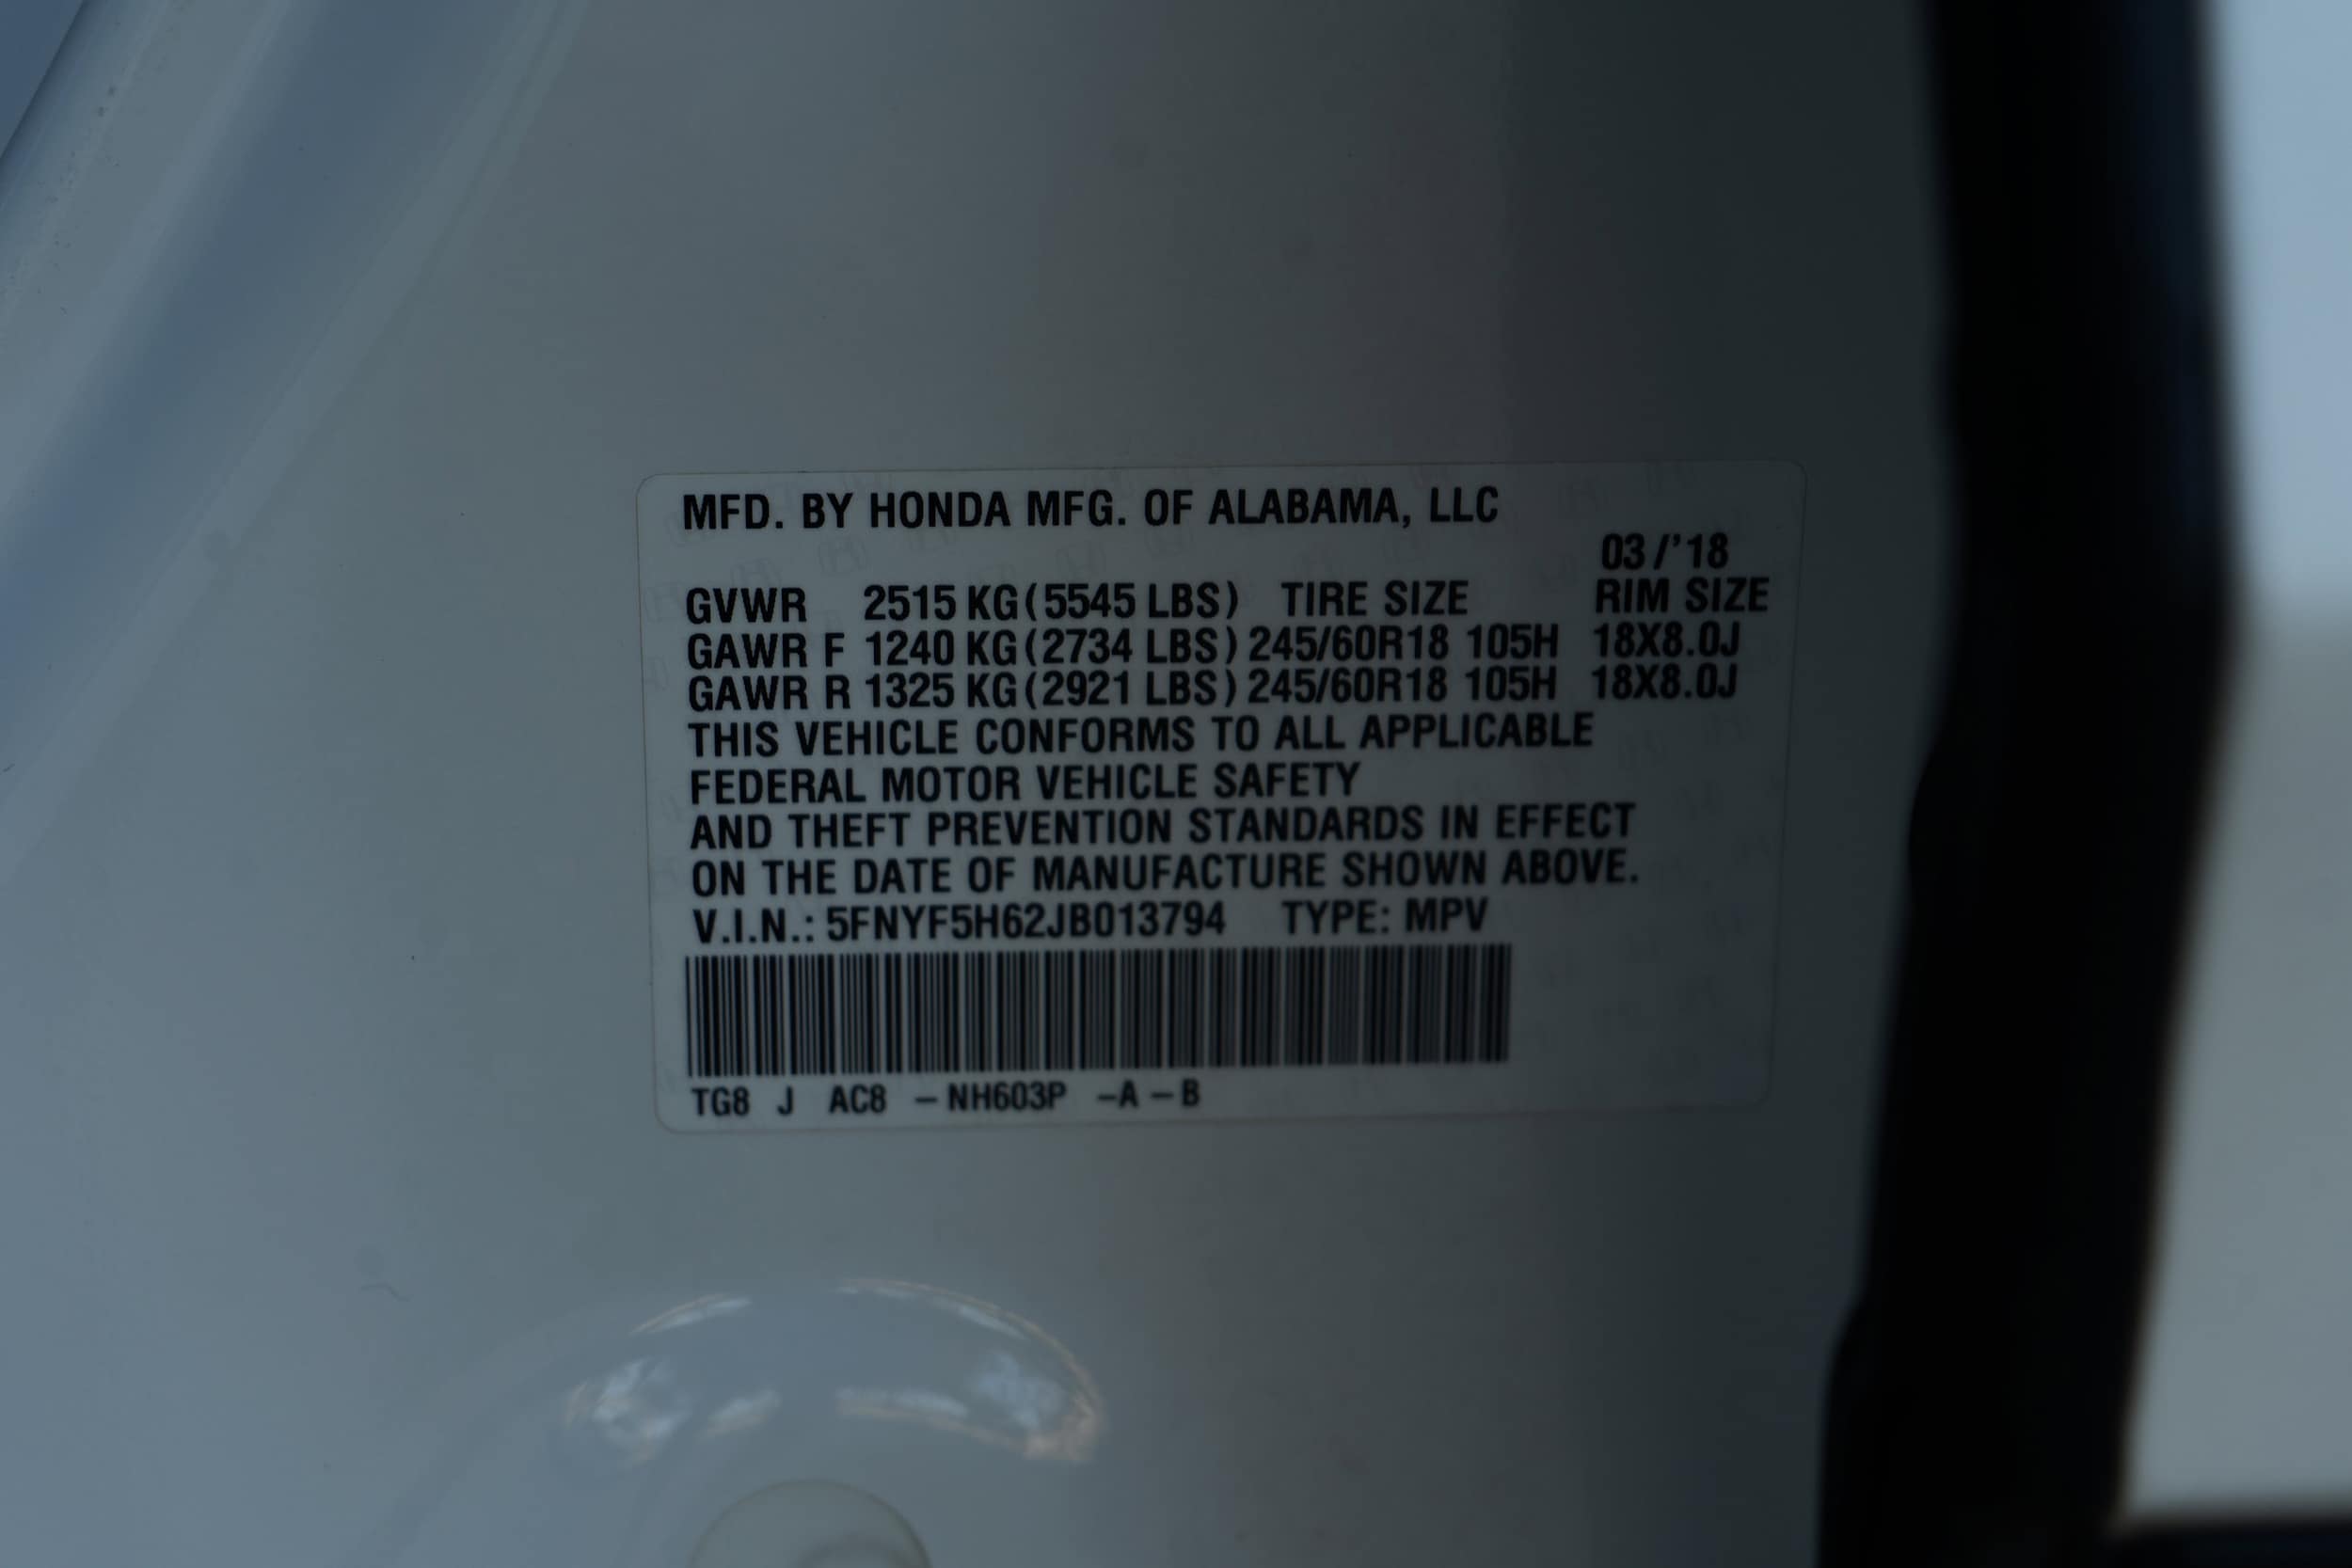 MFD. BY HONDA MFG. OF ALABAMA, LLC
03/'18
GVWR 2515 KG (5545 LBS) TIRE SIZE RIM SIZE
GAWR F 1240 KG (2734 LBS) 245/60R18 105H 18X8.0J
GAWR R 1325 KG (2921 LBS) 245/60R18 105H 18X8.0J
THIS VEHICLE CONFORMS TO ALL APPLICABLE
FEDERAL MOTOR VEHICLE SAFETY
AND THEFT PREVENTION STANDARDS IN EFFECT
ON THE DATE OF MANUFACTURE SHOWN ABOVE.
V.I.N.: 5FNYF5H62JB013794 TYPE: MPV
TG8 J AC8 – NH603P –A – B